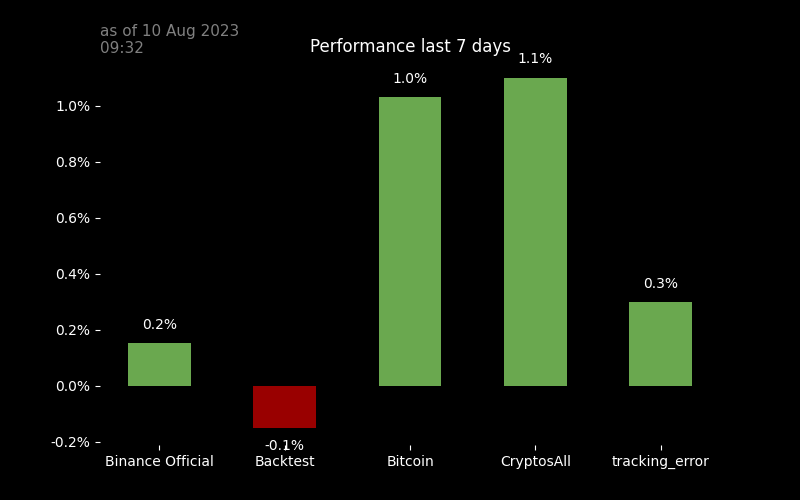 as of 10 Aug 2023
09:32
Performance last 7 days
1.1%
1.0%
1.0%
0.8%
0.6%
0.4%
0.3%
0.2%
0.2%
0.0%
-0.2%
-0.1%
Binance Official
Backtest
Bitcoin
CryptosAll
tracking_error